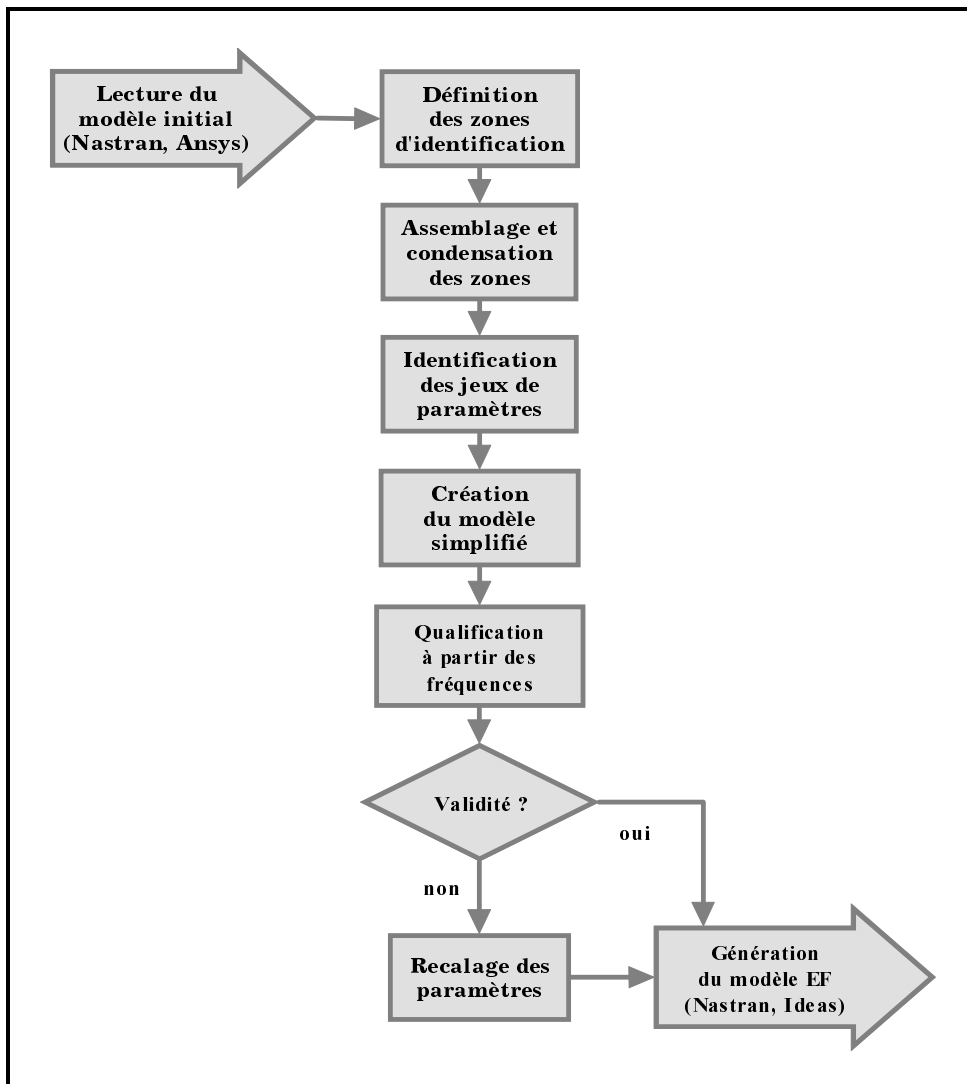 Lecture du
modèle initial
(Nastran, Ansys)
Définition
des zones
d'identification
Assemblage et
condensation
des zones
Identification
des jeux de
paramètres
Création
du modèle
simplifié
Qualification
à partir des
fréquences
Validité ?
oui
non
Recalage des
paramètres
Génération
du modèle EF
(Nastran, Ideas)